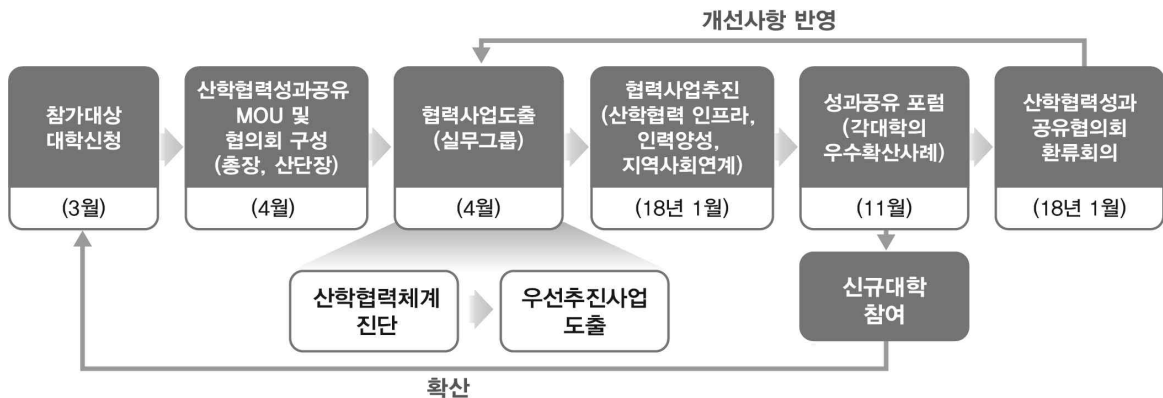 개선사항 반영
참가대상
대학신청
(3월)
산학협력성과공유
MOU 및
협의회 구성
(총장, 산단장)
(4월)
협력사업도출
(실무그룹)
(4월)
협력사업추진
(산학협력 인프라,
인력양성,
지역사회연계)
(18년 1월)
성과공유 포럼
(각대학의
우수확산사례)
(11월)
산학협력성과
공유협의회
환류회의
(18년 1월)
산학협력체계
진단
우선추진사업
도출
신규대학
참여
확산